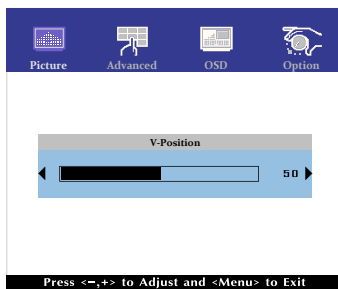 Picture Advanced OSD Option
V-Position
50
Press <−,+> to Adjust and <Menu> to Exit